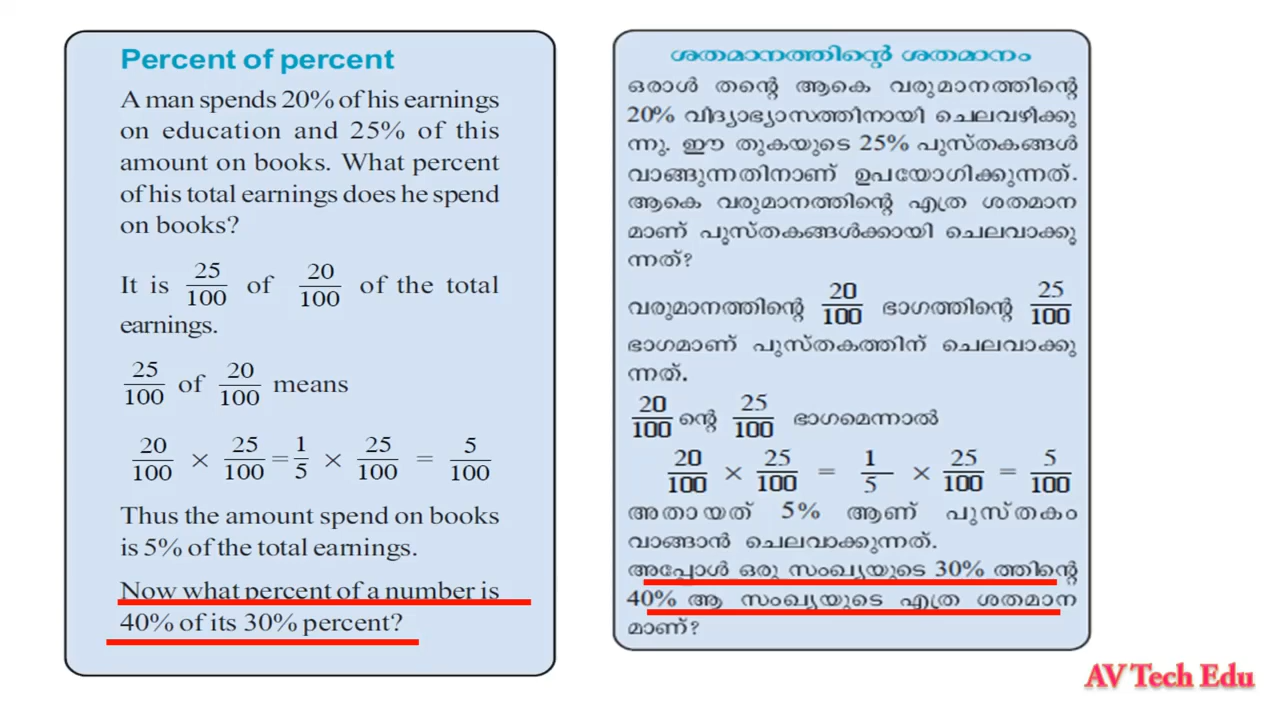 Percent of percent
A man spends 20% of his earnings
on education and 25% of this
amount on books. What percent
of his total earnings does he spend
on books?
It is 25/100 of 20/100 of the total
earnings.
25/100 of 20/100 means
20/100 × 25/100 = 1/5 × 25/100 = 5/100
Thus the amount spend on books
is 5% of the total earnings.
Now what percent of a number is
40% of its 30% percent?
ശതമാനത്തിന്റെ ശതമാനം
ഒരാൾ തന്റെ ആകെ വരുമാനത്തിന്റെ
20% വിദ്യാഭ്യാസത്തിനായി ചെലവഴിക്കു
ന്നു. ഈ തുകയുടെ 25% പുസ്തകങ്ങൾ
വാങ്ങുന്നതിനാണ് ഉപയോഗിക്കുന്നത്.
ആകെ വരുമാനത്തിന്റെ എത്ര ശതമാന
മാണ് പുസ്തകങ്ങൾക്കായി ചെലവാക്കു
ന്നത്?
വരുമാനത്തിന്റെ 20/100 ഭാഗത്തിന്റെ 25/100
ഭാഗമാണ് പുസ്തകത്തിന് ചെലവാക്കു
ന്നത്.
20/100 ന്റെ 25/100 ഭാഗമെന്നാൽ
20/100 × 25/100 = 1/5 × 25/100 = 5/100
അതായത് 5% ആണ് പുസ്തകം
വാങ്ങാൻ ചെലവാക്കുന്നത്.
അപ്പോൾ ഒരു സംഖ്യയുടെ 30% ത്തിന്റെ
40% ആ സംഖ്യയുടെ എത്ര ശതമാന
മാണ്?
AV Tech Edu